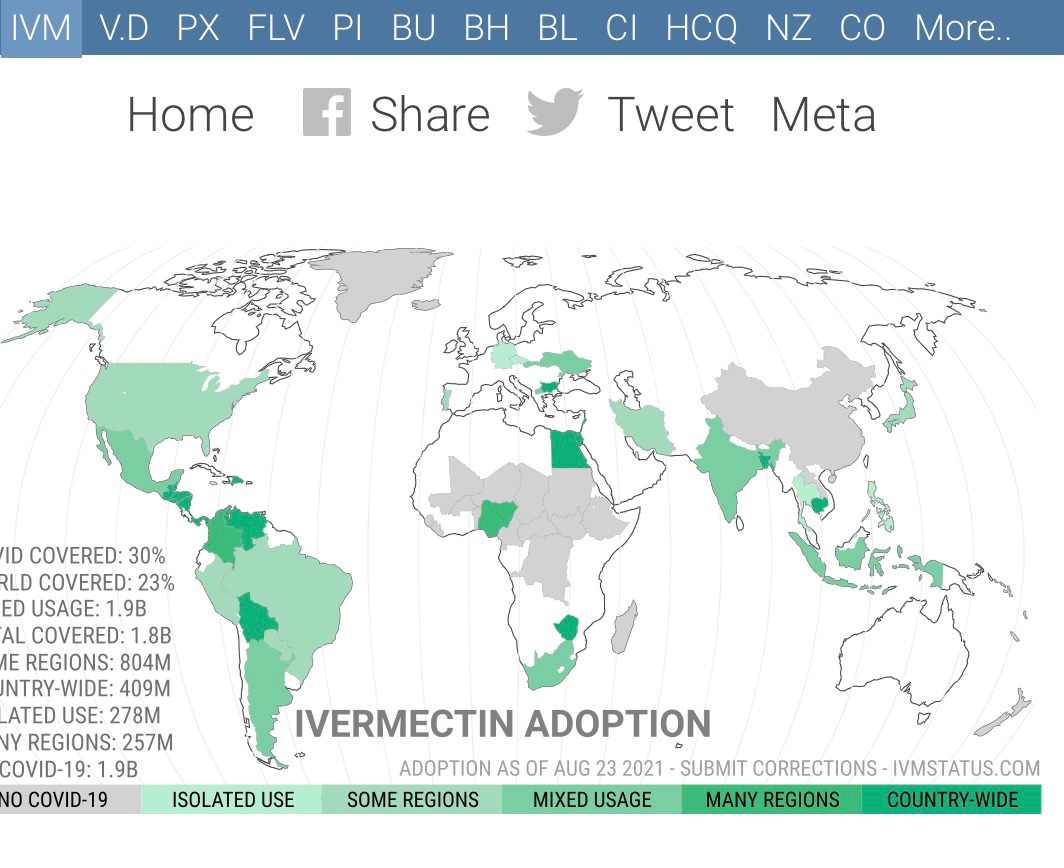 IVM V.D PX FLV PI BU BH BL CI HCQ NZ CO More..
Home Share Tweet Meta
VID COVERED: 30%
RLD COVERED: 23%
ED USAGE: 1.9B
TAL COVERED: 1.8B
ME REGIONS: 804M
UNTRY-WIDE: 409M
LATED USE: 278M
NY REGIONS: 257M
COVID-19: 1.9B
IVERMECTIN ADOPTION
ADOPTION AS OF AUG 23 2021 - SUBMIT CORRECTIONS - IVMSTATUS.COM
NO COVID-19 ISOLATED USE SOME REGIONS MIXED USAGE MANY REGIONS COUNTRY-WIDE